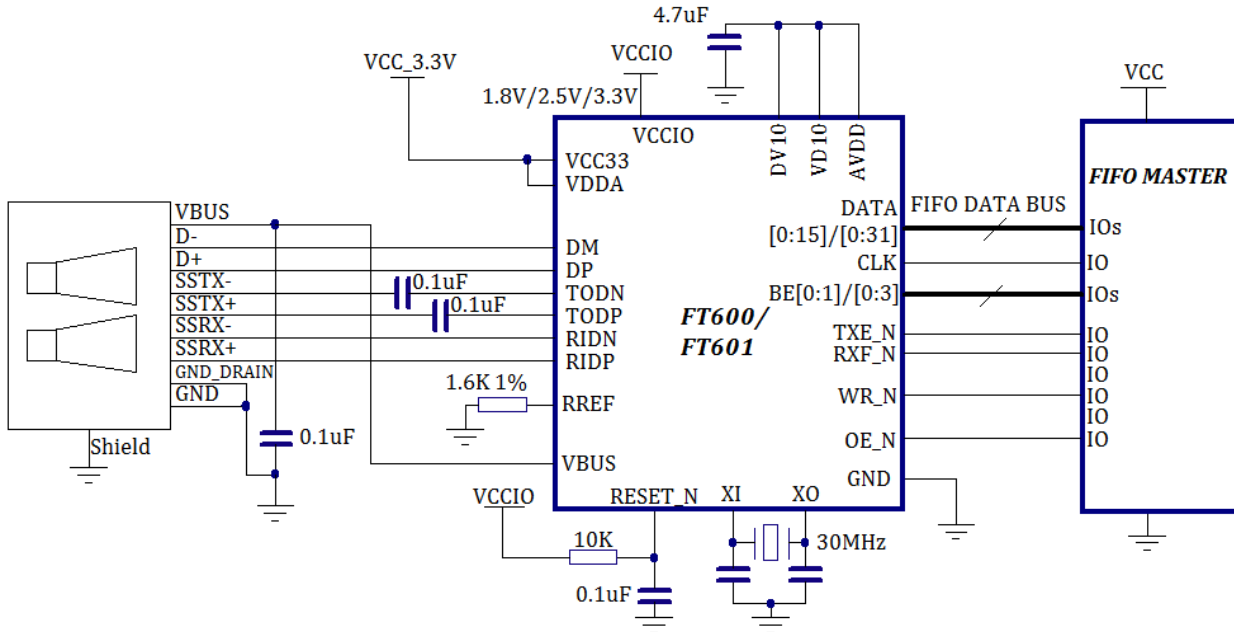 4.7uF
VCCIO
VCC_3.3V
VCC
1.8V/2.5V/3.3V
VCCIO
DV10
VD10
AVDD
VCC33
VDDA
FIFO MASTER
VBUS
D-
D+
SSTX-
SSTX+
SSRX-
SSRX+
GND_DRAIN
GND
Shield
0.1uF
0.1uF
0.1uF
DM
DP
TODN
TODP
RIDN
RIDP
1.6K 1%
RREF
VBUS
FT600/
FT601
DATA
[0:15]/[0:31]
CLK
BE[0:1]/[0:3]
TXE_N
RXF_N
WR_N
OE_N
GND
FIFO DATA BUS
IOs
IO
IOs
IO
IO
IO
IO
IO
IO
VCCIO
RESET_N
XI
XO
10K
30MHz
0.1uF